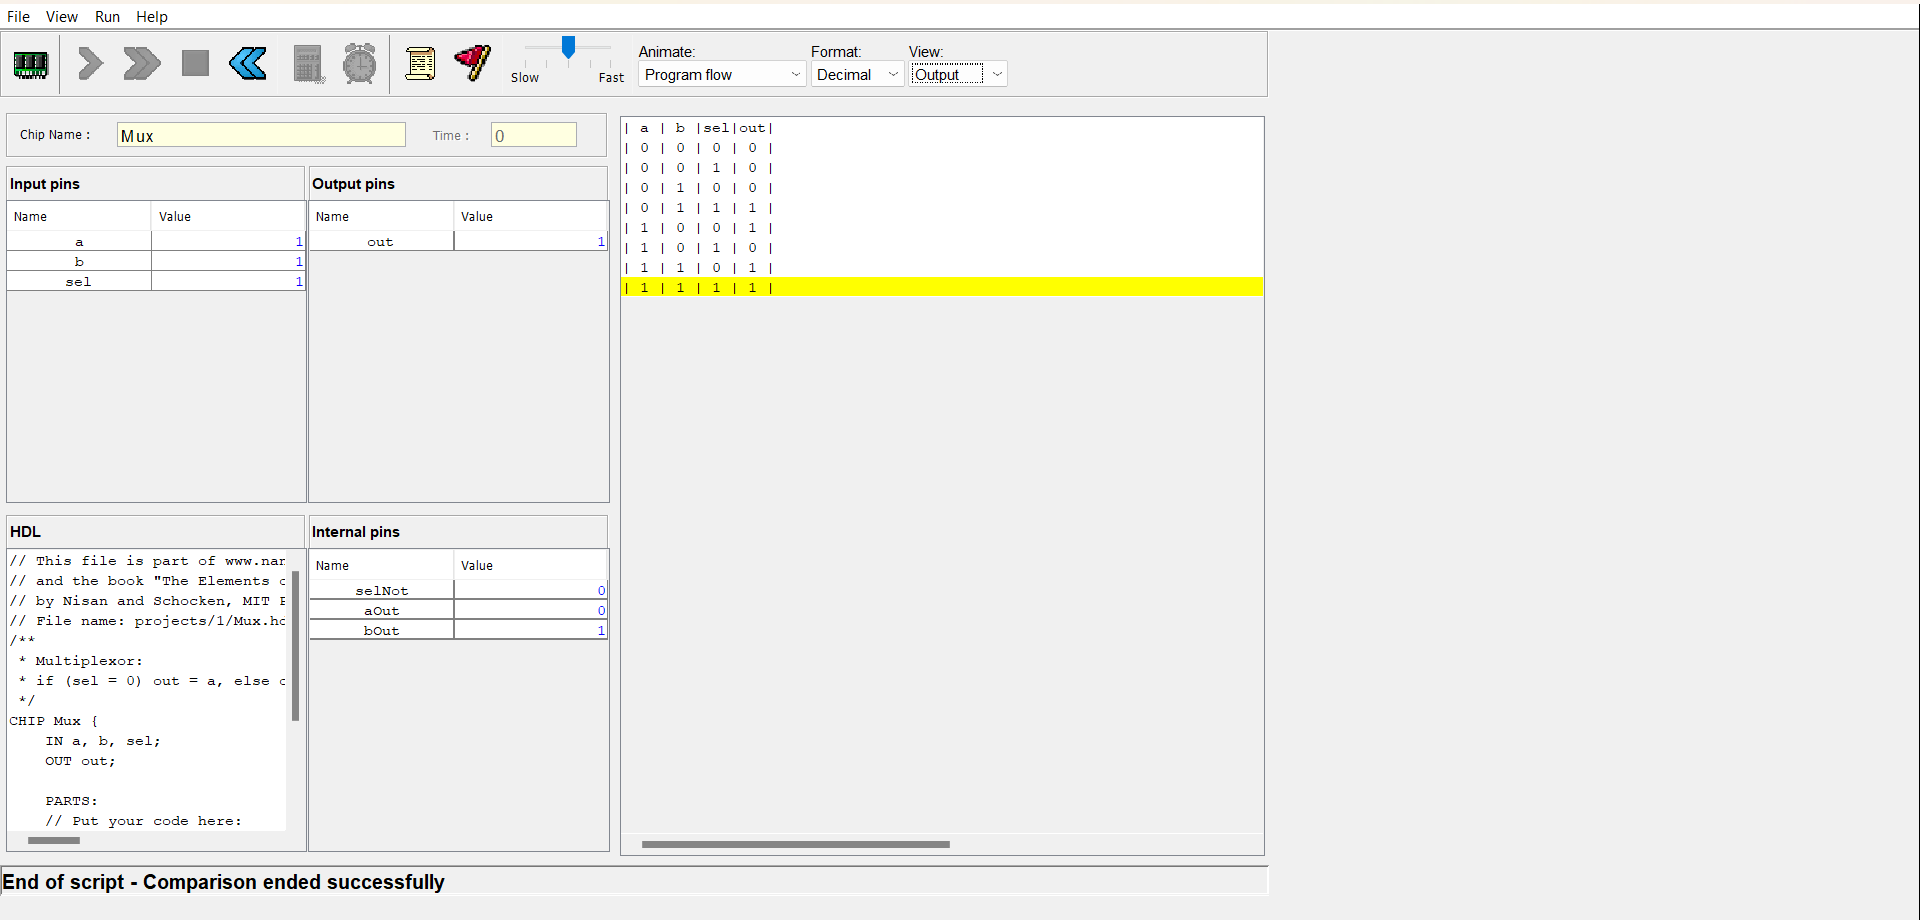 File View Run Help
Animate: Format: View:
Slow Fast Program flow Decimal Output
Chip Name : Mux Time : 0
Input pins
Name Value
a 1
b 1
sel 1
Output pins
Name Value
out 1
| a | b |sel|out|
| 0 | 0 | 0 | 0 |
| 0 | 0 | 1 | 0 |
| 0 | 1 | 0 | 0 |
| 0 | 1 | 1 | 1 |
| 1 | 0 | 0 | 1 |
| 1 | 0 | 1 | 0 |
| 1 | 1 | 0 | 1 |
| 1 | 1 | 1 | 1 |
HDL
// This file is part of www.nan
// and the book "The Elements o
// by Nisan and Schocken, MIT P
// File name: projects/1/Mux.hd
/**
* Multiplexor:
* if (sel = 0) out = a, else o
*/
CHIP Mux {
IN a, b, sel;
OUT out;
PARTS:
// Put your code here:
Internal pins
Name Value
selNot 0
aOut 0
bOut 1
End of script - Comparison ended successfully